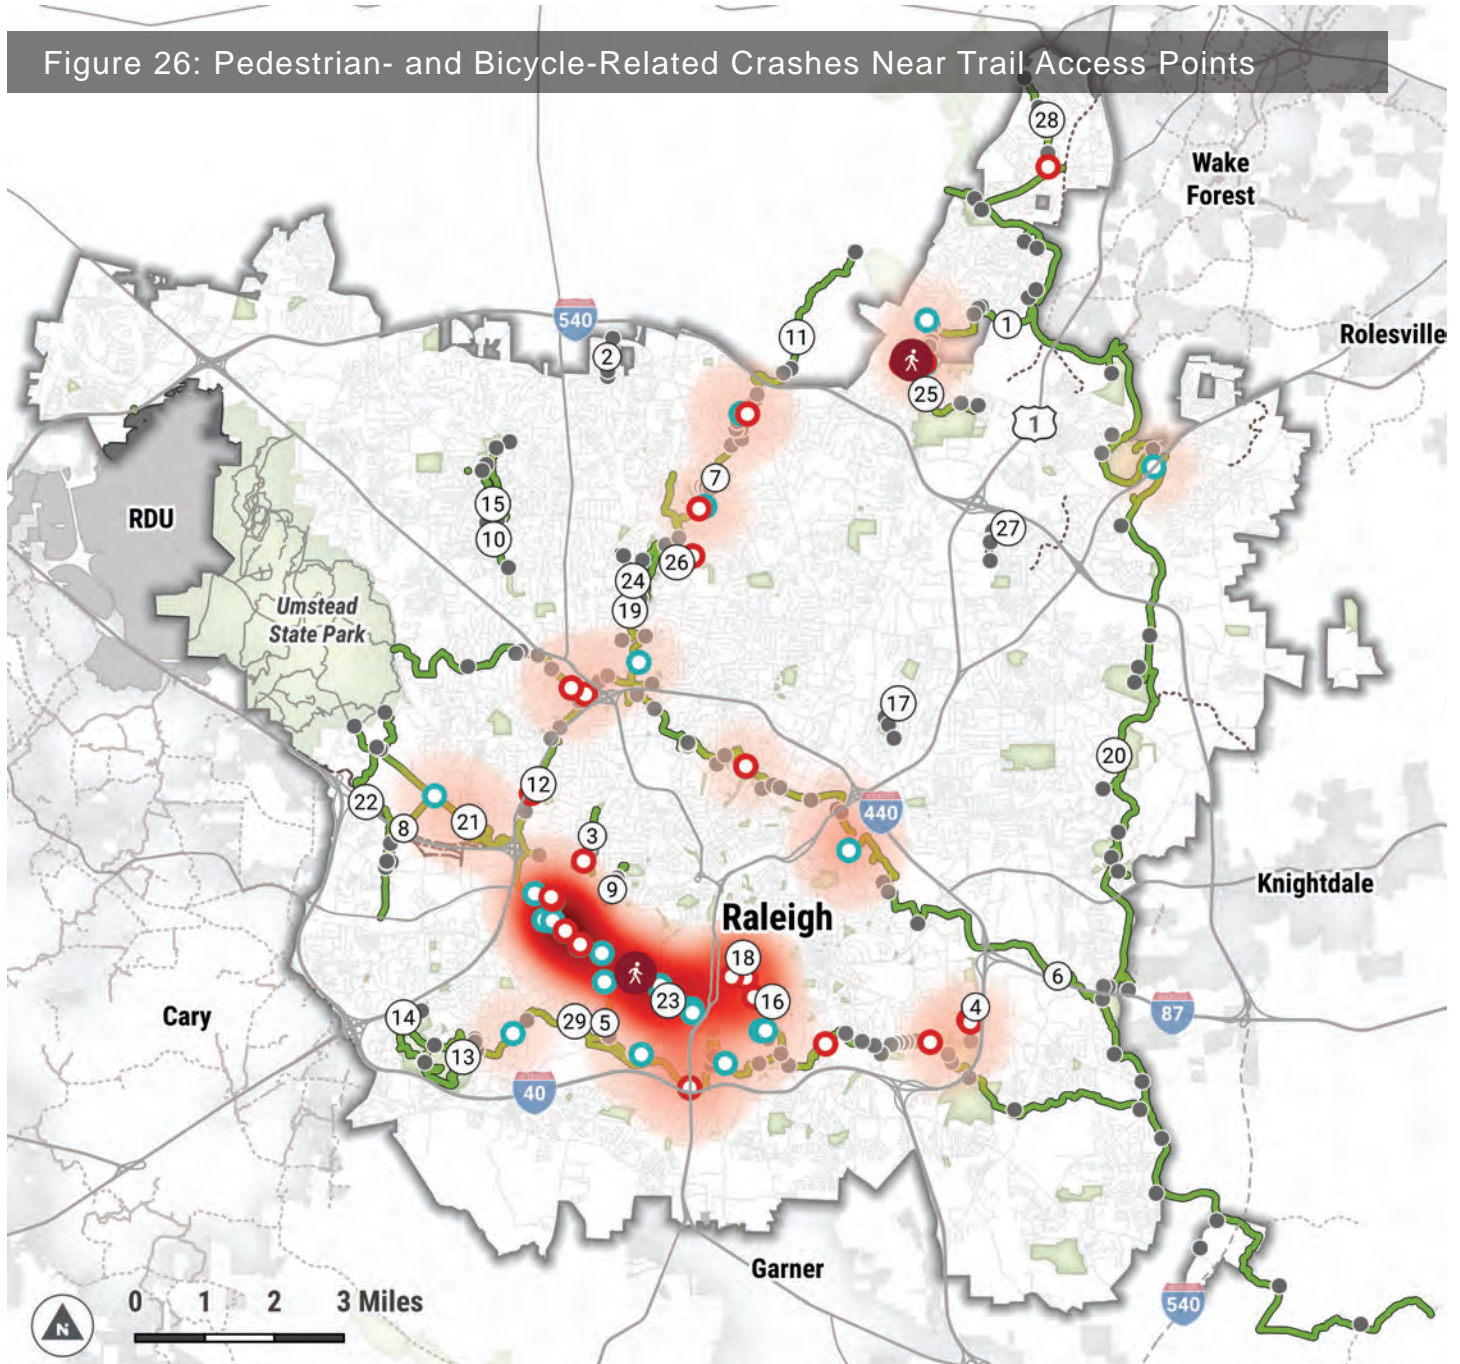 Figure 26: Pedestrian- and Bicycle-Related Crashes Near Trail Access Points
28
Wake
Forest
540
11
1
Rolesville
2
25
1
7
15
RDU
27
10
26
24
Umstead
State Park
19
17
20
12
22
440
8
21
3
Knightdale
9
Raleigh
18
6
23
16
4
87
Cary
14
29
5
13
40
Garner
0
1
2
3 Miles
540
N